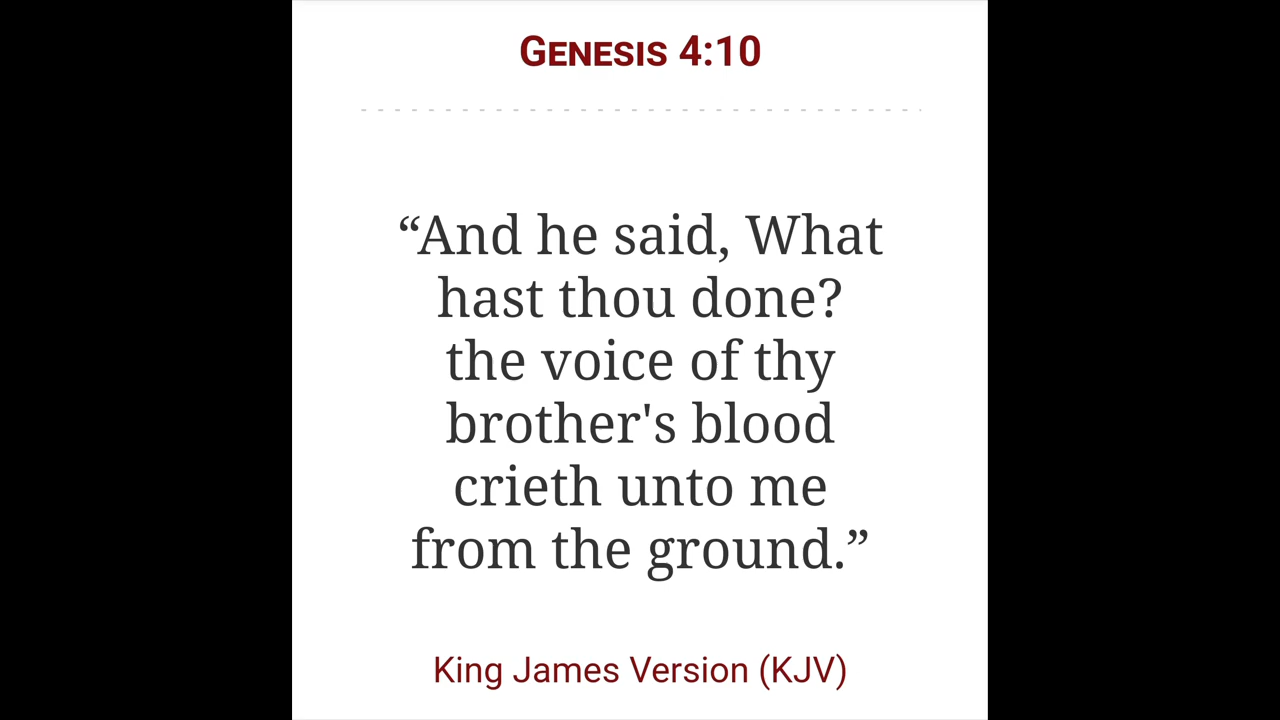 Genesis 4:10
“And he said, What
hast thou done?
the voice of thy
brother's blood
crieth unto me
from the ground.”
King James Version (KJV)